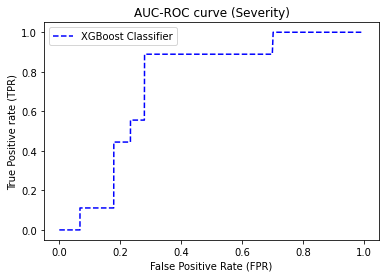 AUC-ROC curve (Severity)
XGBoost Classifier
True Positive rate (TPR)
1.0
0.8
0.6
0.4
0.2
0.0
0.0 0.2 0.4 0.6 0.8 1.0
False Positive Rate (FPR)